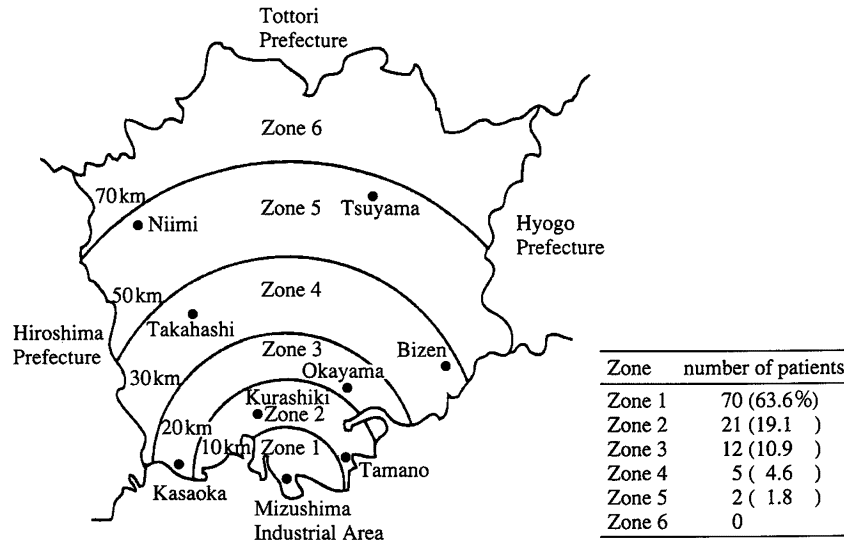 Tottori
Prefecture
Zone 6
70km
Zone 5
Tsuyama
Niimi
Hyogo
Prefecture
50km
Zone 4
Takahashi
Hiroshima
Prefecture
Zone 3
Bizen
30km
Okayama
Kurashiki
Zone 2
20km
10km
Zone 1
Tamano
Kasaoka
Mizushima
Industrial Area
Zone number of patients
Zone 1 70 (63.6%)
Zone 2 21 (19.1 )
Zone 3 12 (10.9 )
Zone 4 5 ( 4.6 )
Zone 5 2 ( 1.8 )
Zone 6 0